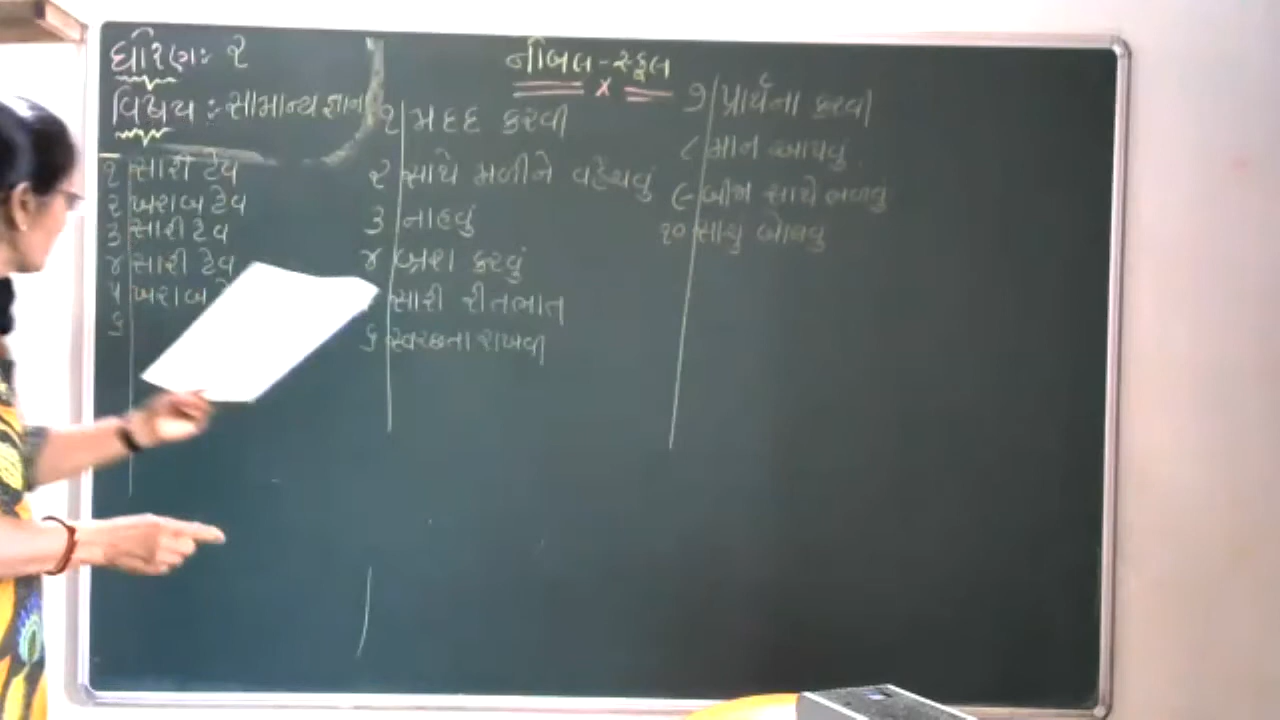 ધોરણઃ ૨
વિષય :- સામાન્ય જ્ઞાન
નોબલ - સ્કૂલ
x
૧ સારી ટેવ
૨ ખરાબ ટેવ
૩ સારી ટેવ
૪ સારી ટેવ
૫ ખરાબ
૬
૧ મદદ કરવી
૨ સાથે મળીને વહેંચવું
૩ નાહવું
૪ બ્રશ કરવું
સારી રીતભાત
૬ સ્વચ્છતા રાખવી
૭ પ્રાર્થના કરવી
૮ માન આપવું
૯ બીજા સાથે ભળવું
૧૦ સાચુ બોલવુ